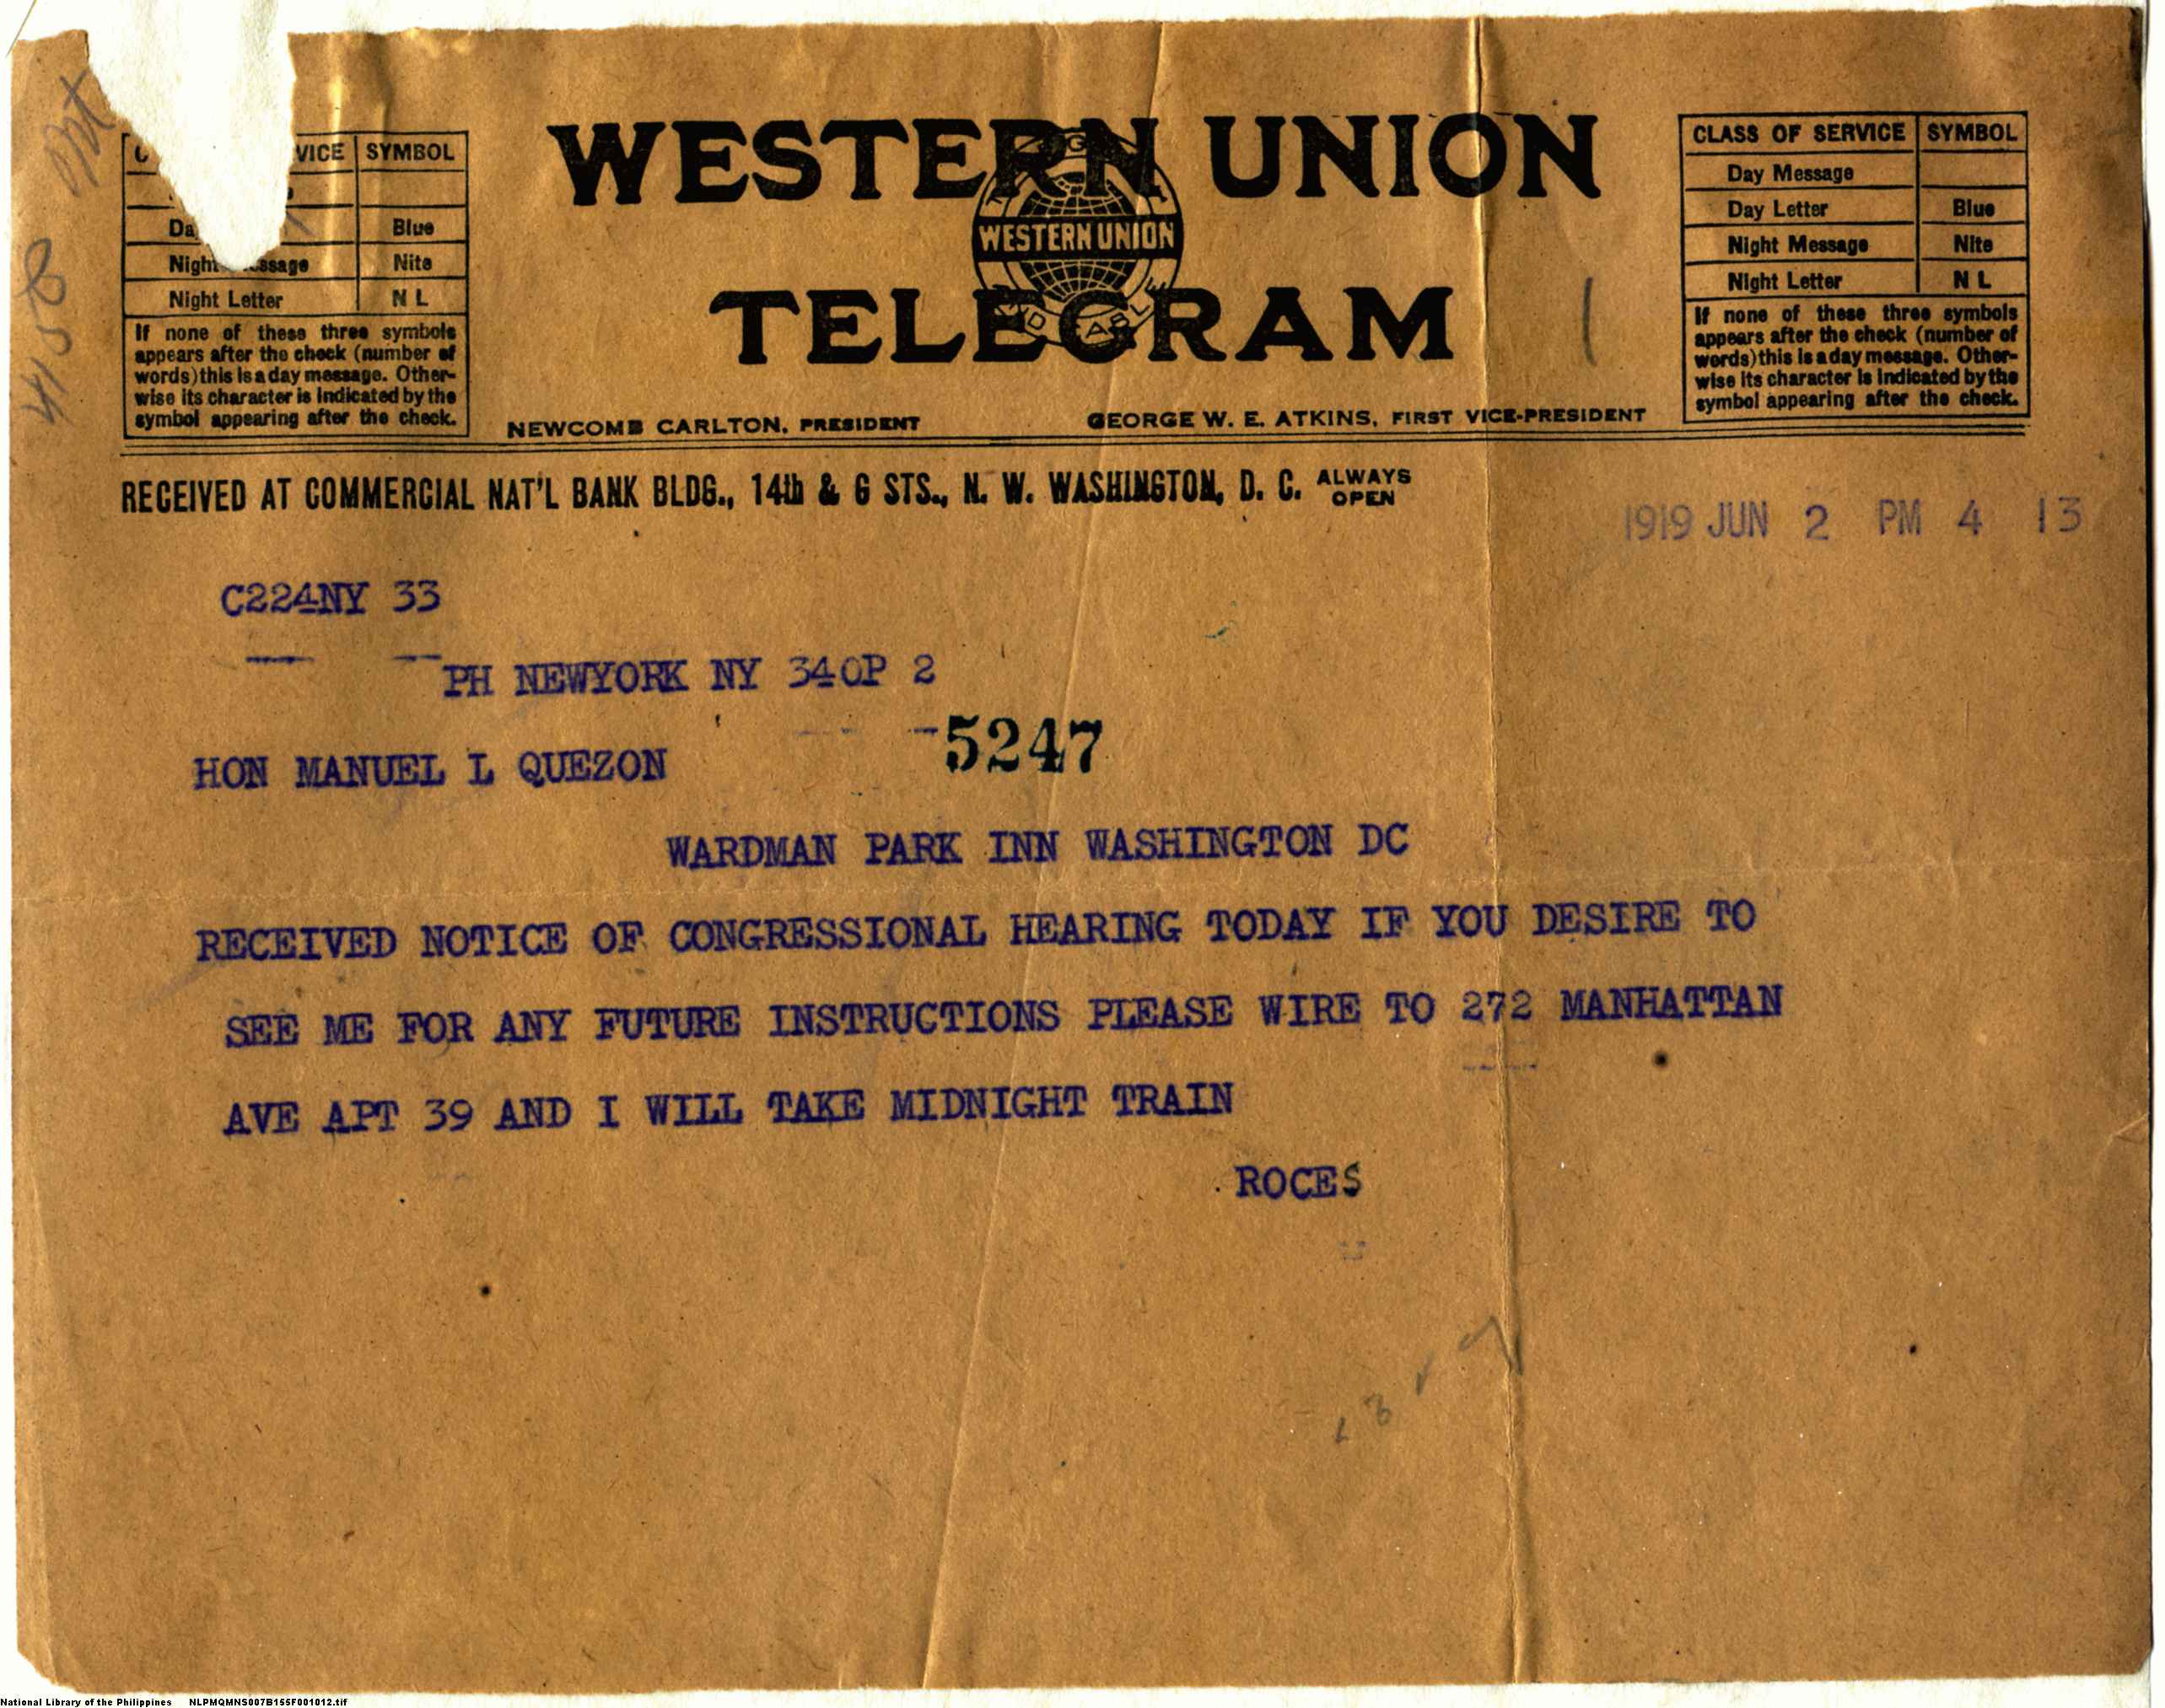 WESTERN UNION
TELEGRAM
WESTERN UNION
VICE SYMBOL
Blue
Night Message Nite
Night Letter N L
If none of these three symbols
appears after the check (number of
words) this is a day message. Other-
wise its character is indicated by the
symbol appearing after the check.
CLASS OF SERVICE SYMBOL
Day Message
Day Letter Blue
Night Message Nite
Night Letter N L
If none of these three symbols
appears after the check (number of
words) this is a day message. Other-
wise its character is indicated by the
symbol appearing after the check.
NEWCOMB CARLTON, PRESIDENT GEORGE W. E. ATKINS, FIRST VICE-PRESIDENT
RECEIVED AT COMMERCIAL NAT'L BANK BLDG., 14th & G STS., N. W. WASHINGTON, D. C. ALWAYS OPEN
1919 JUN 2 PM 4 13
C224NY 33
PH NEWYORK NY 340P 2
5247
HON MANUEL L QUEZON
WARDMAN PARK INN WASHINGTON DC
RECEIVED NOTICE OF CONGRESSIONAL HEARING TODAY IF YOU DESIRE TO
SEE ME FOR ANY FUTURE INSTRUCTIONS PLEASE WIRE TO 272 MANHATTAN
AVE APT 39 AND I WILL TAKE MIDNIGHT TRAIN
ROCES
National Library of the Philippines NLPMQMNS007B155F001012.tif